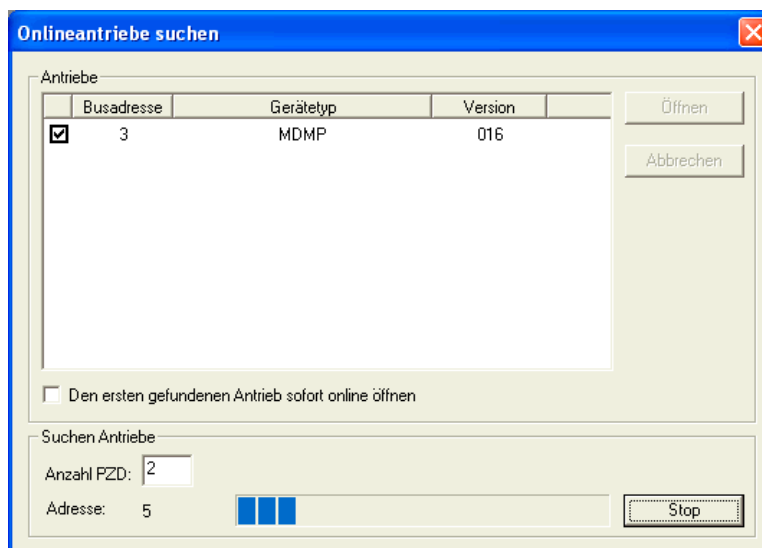 Onlineantriebe suchen
Antriebe
Busadresse Gerätetyp Version
3 MDMP 016
Öffnen
Abbrechen
Den ersten gefundenen Antrieb sofort online öffnen
Suchen Antriebe
Anzahl PZD: 2
Adresse: 5
Stop